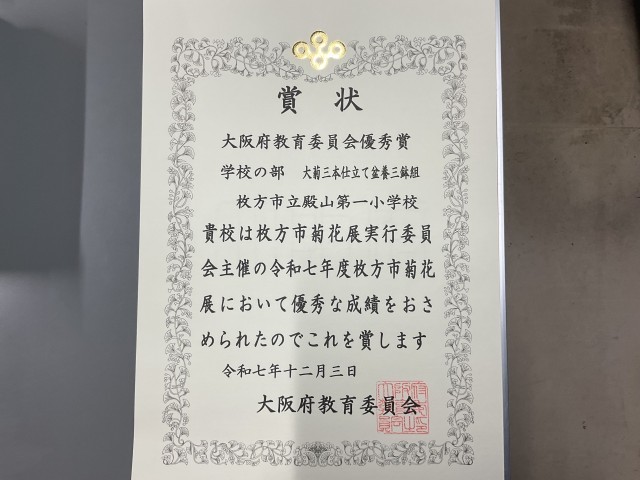 賞状
大阪府教育委員会優秀賞
学校の部 大菊三本仕立て盆養三鉢組
枚方市立殿山第一小学校
貴校は枚方市菊花展実行委員
会主催の令和七年度枚方市菊花
展において優秀な成績をおさ
められたのでこれを賞します
令和七年十二月三日
大阪府教育委員会